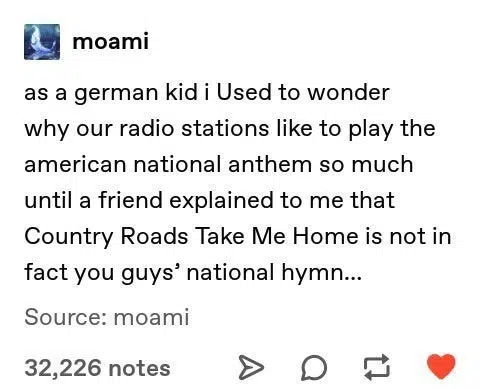 moami
as a german kid i Used to wonder
why our radio stations like to play the
american national anthem so much
until a friend explained to me that
Country Roads Take Me Home is not in
fact you guys’ national hymn...
Source: moami
32,226 notes